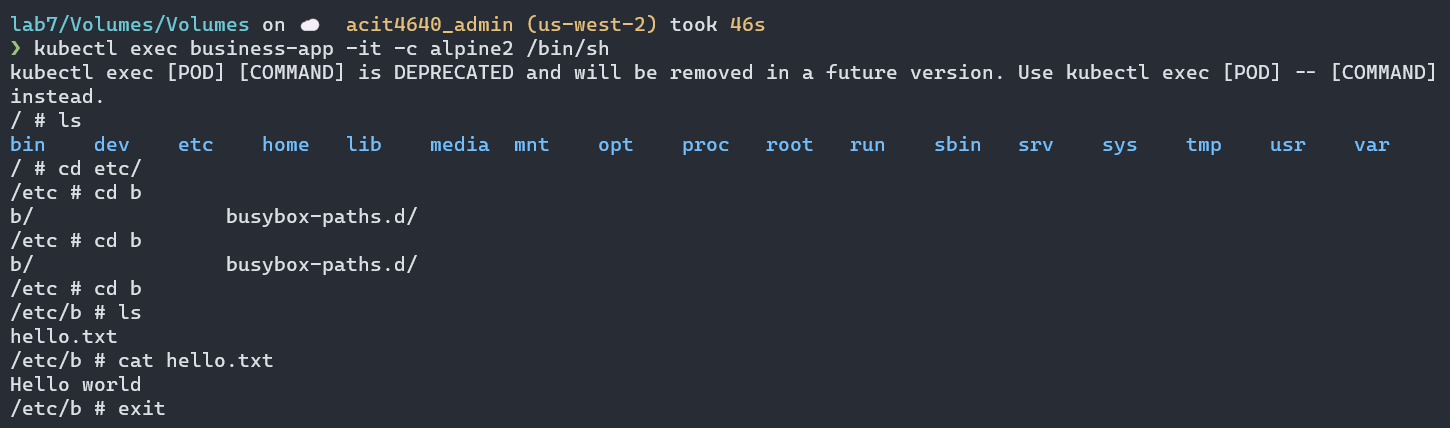 lab7/Volumes/Volumes on ☁️ acit4640_admin (us-west-2) took 46s
❯ kubectl exec business-app -it -c alpine2 /bin/sh
kubectl exec [POD] [COMMAND] is DEPRECATED and will be removed in a future version. Use kubectl exec [POD] -- [COMMAND]
instead.
/ # ls
bin    dev    etc    home   lib    media  mnt    opt    proc   root   run    sbin   srv    sys    tmp    usr    var
/ # cd etc/
/etc # cd b
b/                busybox-paths.d/
/etc # cd b
b/                busybox-paths.d/
/etc # cd b
/etc/b # ls
hello.txt
/etc/b # cat hello.txt
Hello world
/etc/b # exit